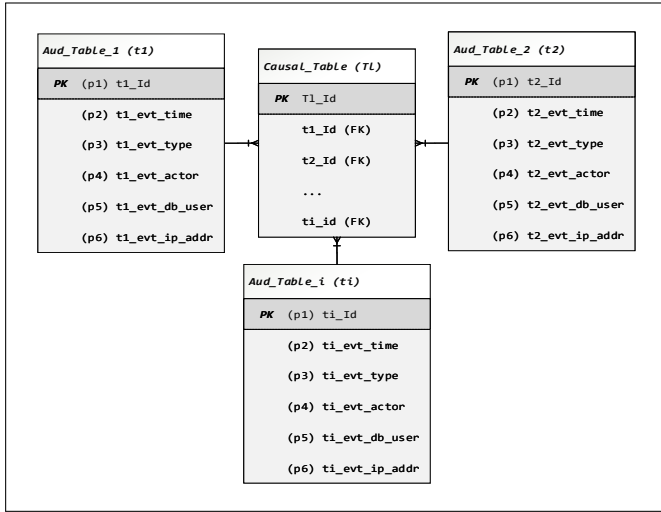 Aud_Table_1 (t1)
PK (p1) t1_Id
(p2) t1_evt_time
(p3) t1_evt_type
(p4) t1_evt_actor
(p5) t1_evt_db_user
(p6) t1_evt_ip_addr
Causal_Table (Tl)
PK Tl_Id
t1_Id (FK)
t2_Id (FK)
...
ti_id (FK)
Aud_Table_2 (t2)
PK (p1) t2_Id
(p2) t2_evt_time
(p3) t2_evt_type
(p4) t2_evt_actor
(p5) t2_evt_db_user
(p6) t2_evt_ip_addr
Aud_Table_i (ti)
PK (p1) ti_Id
(p2) ti_evt_time
(p3) ti_evt_type
(p4) ti_evt_actor
(p5) ti_evt_db_user
(p6) ti_evt_ip_addr